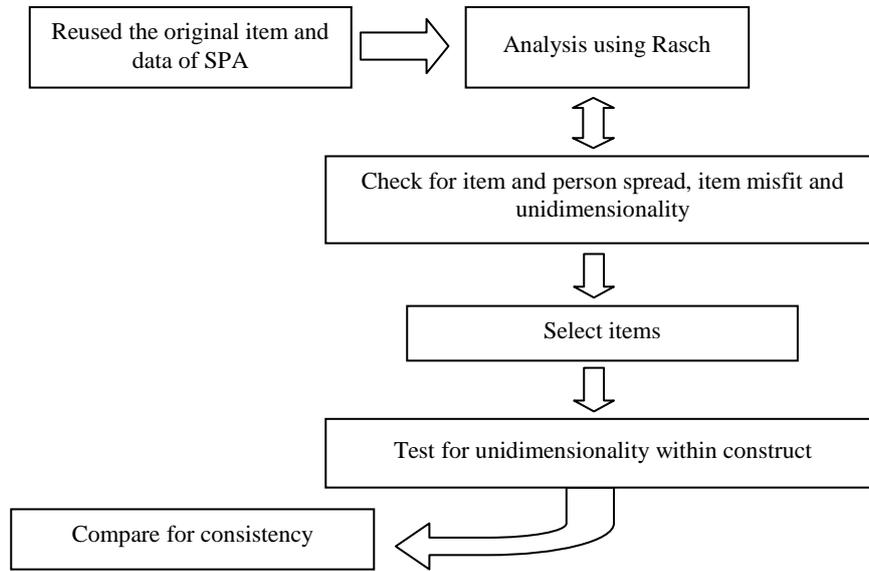 Reused the original item and
data of SPA
Analysis using Rasch
Check for item and person spread, item misfit and
unidimensionality
Select items
Test for unidimensionality within construct
Compare for consistency